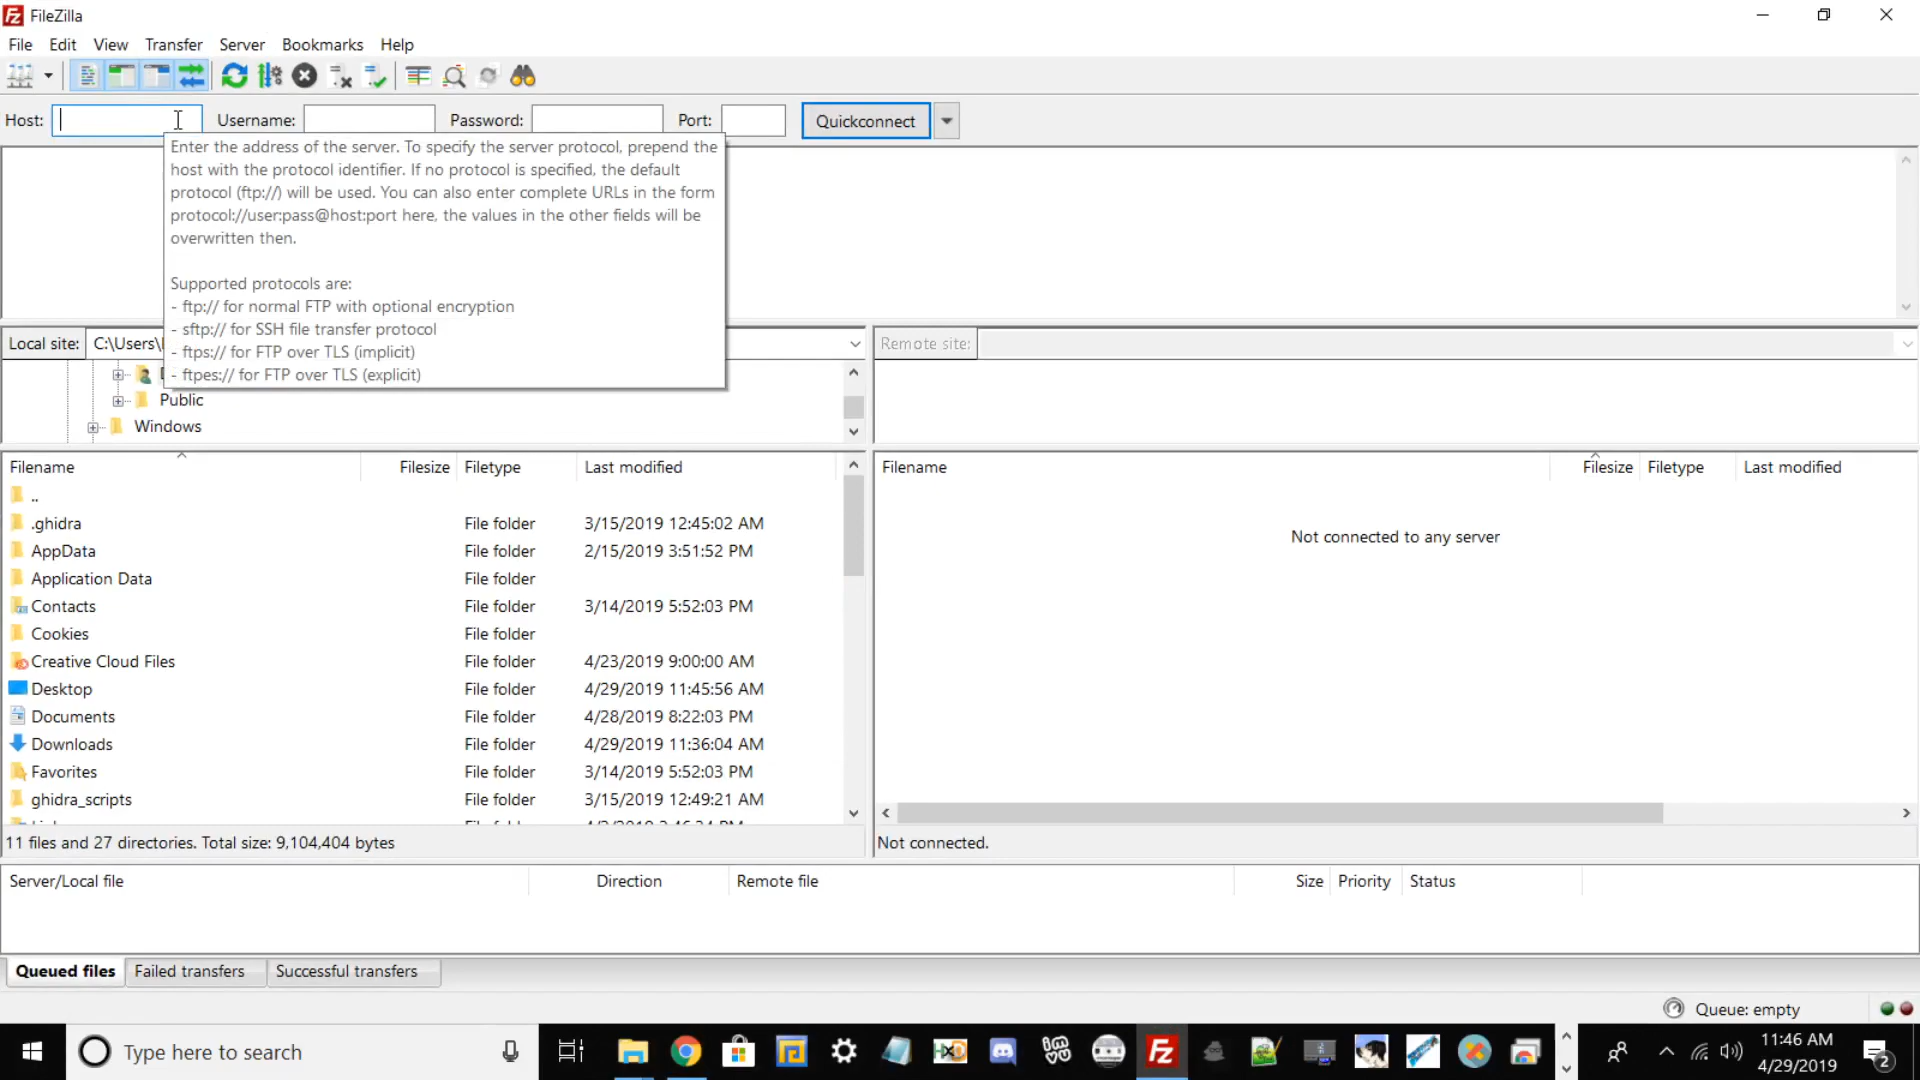 FileZilla
File Edit View Transfer Server Bookmarks Help
Host: Username: Password: Port: Quickconnect
Enter the address of the server. To specify the server protocol, prepend the
host with the protocol identifier. If no protocol is specified, the default
protocol (ftp://) will be used. You can also enter complete URLs in the form
protocol://user:pass@host:port here, the values in the other fields will be
overwritten then.
Supported protocols are:
- ftp:// for normal FTP with optional encryption
- sftp:// for SSH file transfer protocol
- ftps:// for FTP over TLS (implicit)
- ftpes:// for FTP over TLS (explicit)
Local site: C:\Users\
Remote site:
Public
Windows
Filename Filesize Filetype Last modified
..
.ghidra File folder 3/15/2019 12:45:02 AM
AppData File folder 2/15/2019 3:51:52 PM
Application Data File folder
Contacts File folder 3/14/2019 5:52:03 PM
Cookies File folder
Creative Cloud Files File folder 4/23/2019 9:00:00 AM
Desktop File folder 4/29/2019 11:45:56 AM
Documents File folder 4/28/2019 8:22:03 PM
Downloads File folder 4/29/2019 11:36:04 AM
Favorites File folder 3/14/2019 5:52:03 PM
ghidra_scripts File folder 3/15/2019 12:49:21 AM
11 files and 27 directories. Total size: 9,104,404 bytes
Filename Filesize Filetype Last modified
Not connected to any server
Not connected.
Server/Local file Direction Remote file Size Priority Status
Queued files Failed transfers Successful transfers
Queue: empty
Type here to search
11:46 AM
4/29/2019
2